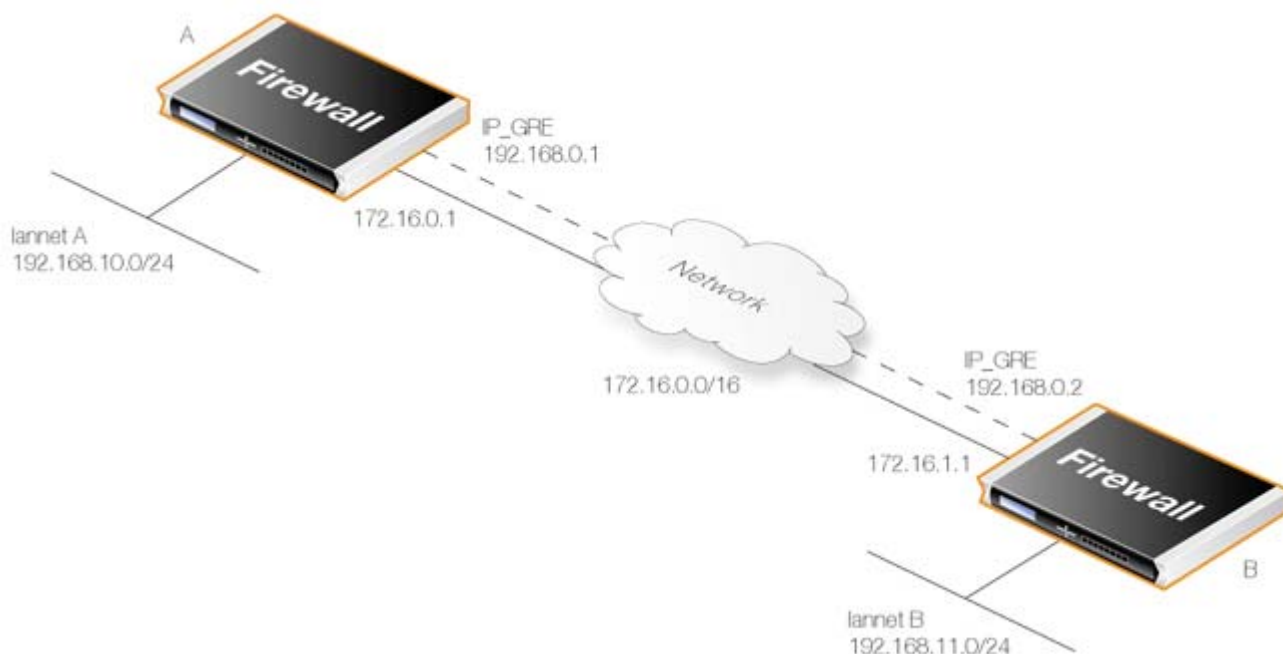 A
Firewall
IP_GRE
192.168.0.1
172.16.0.1
lannet A
192.168.10.0/24
Network
172.16.0.0/16
IP_GRE
192.168.0.2
172.16.1.1
Firewall
B
lannet B
192.168.11.0/24